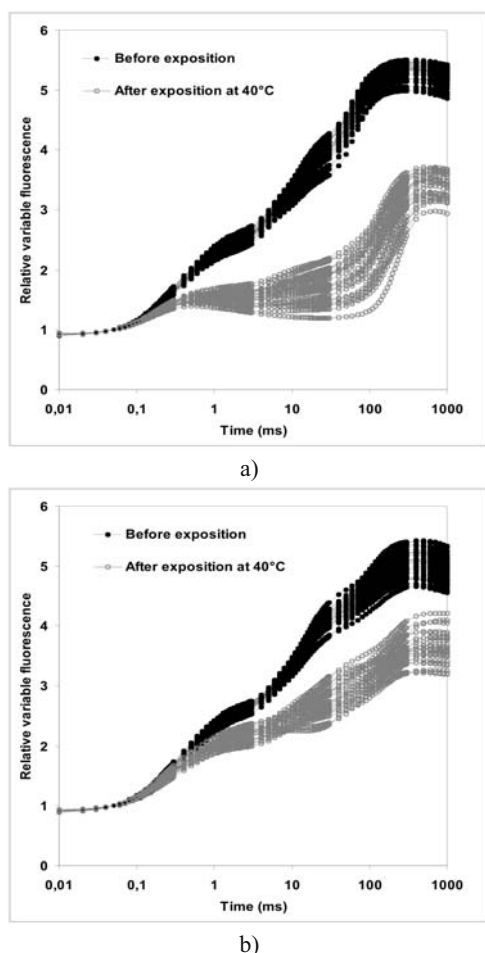 6
Before exposition
After exposition at 40°C
5
4
3
2
1
0
Relative variable fluorescence
0,01 0,1 1 10 100 1000
Time (ms)
a)
6
Before exposition
After exposition at 40°C
5
4
3
2
1
0
Relative variable fluorescence
0,01 0,1 1 10 100 1000
Time (ms)
b)